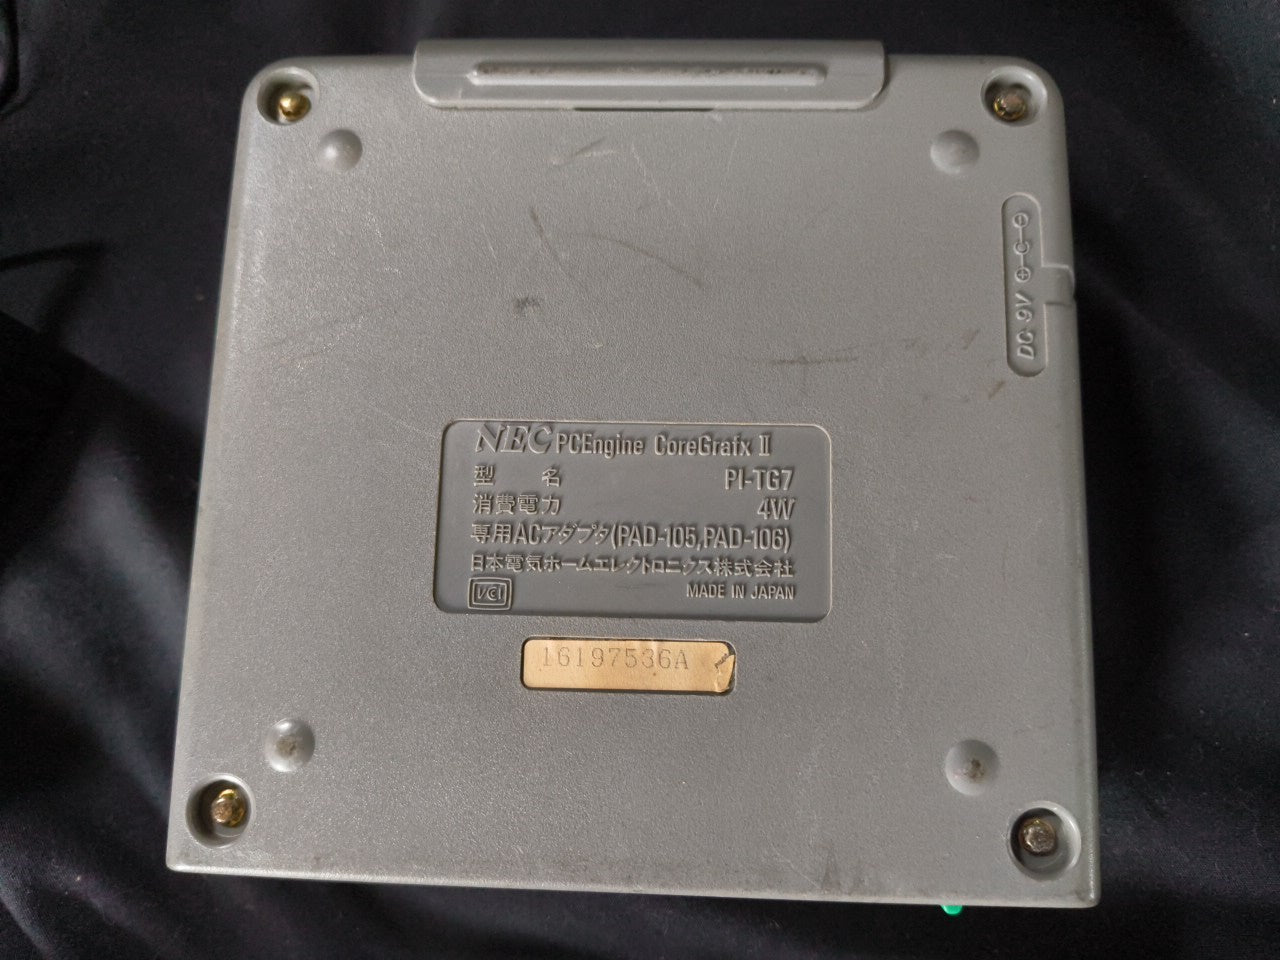 DC 9V ⊕-C-⊖
NEC PCEngine CoreGrafx II
型名 PI-TG7
消費電力 4W
専用ACアダプタ(PAD-105,PAD-106)
日本電気ホームエレクトロニクス株式会社
VCI MADE IN JAPAN
16197536A